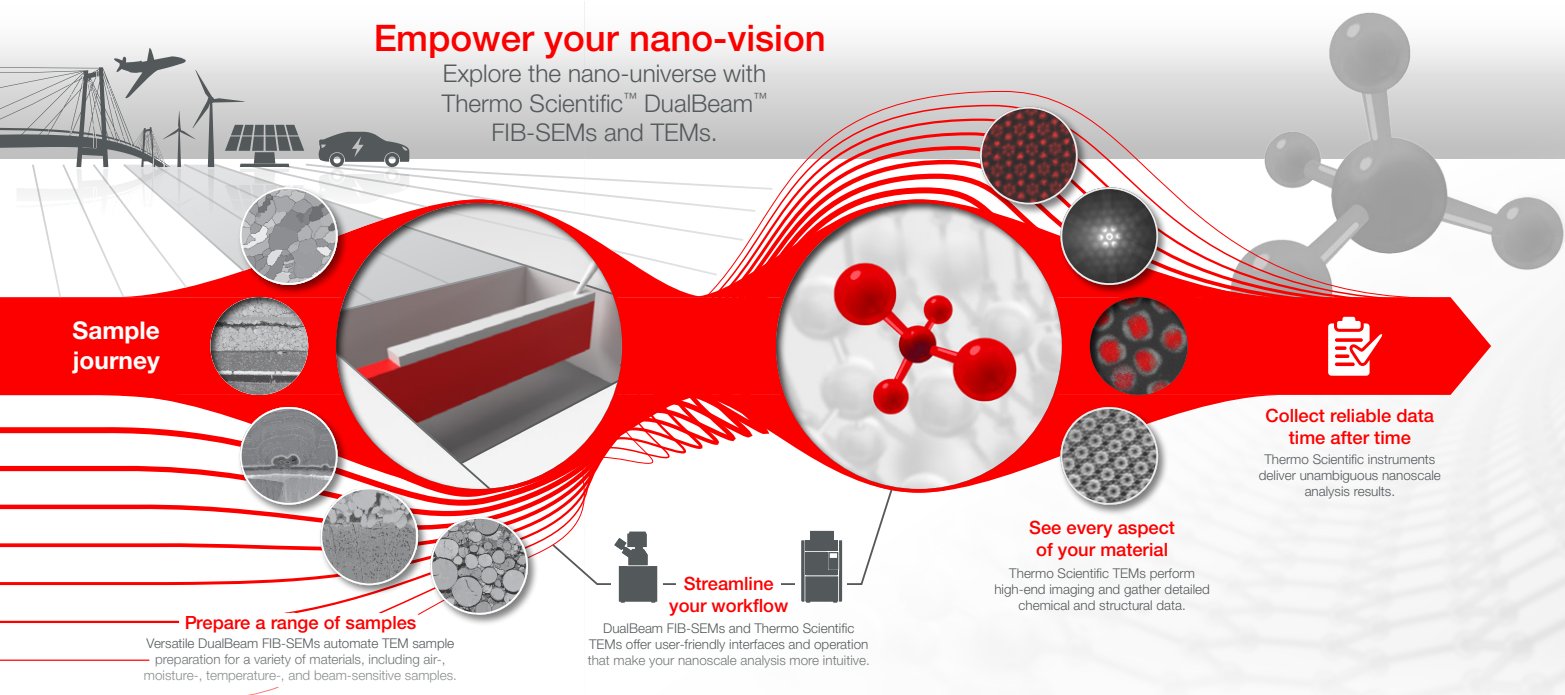 Empower your nano-vision
Explore the nano-universe with
Thermo Scientific™ DualBeam™
FIB-SEMs and TEMs.
Sample
journey
Prepare a range of samples
Versatile DualBeam FIB-SEMs automate TEM sample
preparation for a variety of materials, including air-,
moisture-, temperature-, and beam-sensitive samples.
Streamline
your workflow
DualBeam FIB-SEMs and Thermo Scientific
TEMs offer user-friendly interfaces and operation
that make your nanoscale analysis more intuitive.
See every aspect
of your material
Thermo Scientific TEMs perform
high-end imaging and gather detailed
chemical and structural data.
Collect reliable data
time after time
Thermo Scientific instruments
deliver unambiguous nanoscale
analysis results.